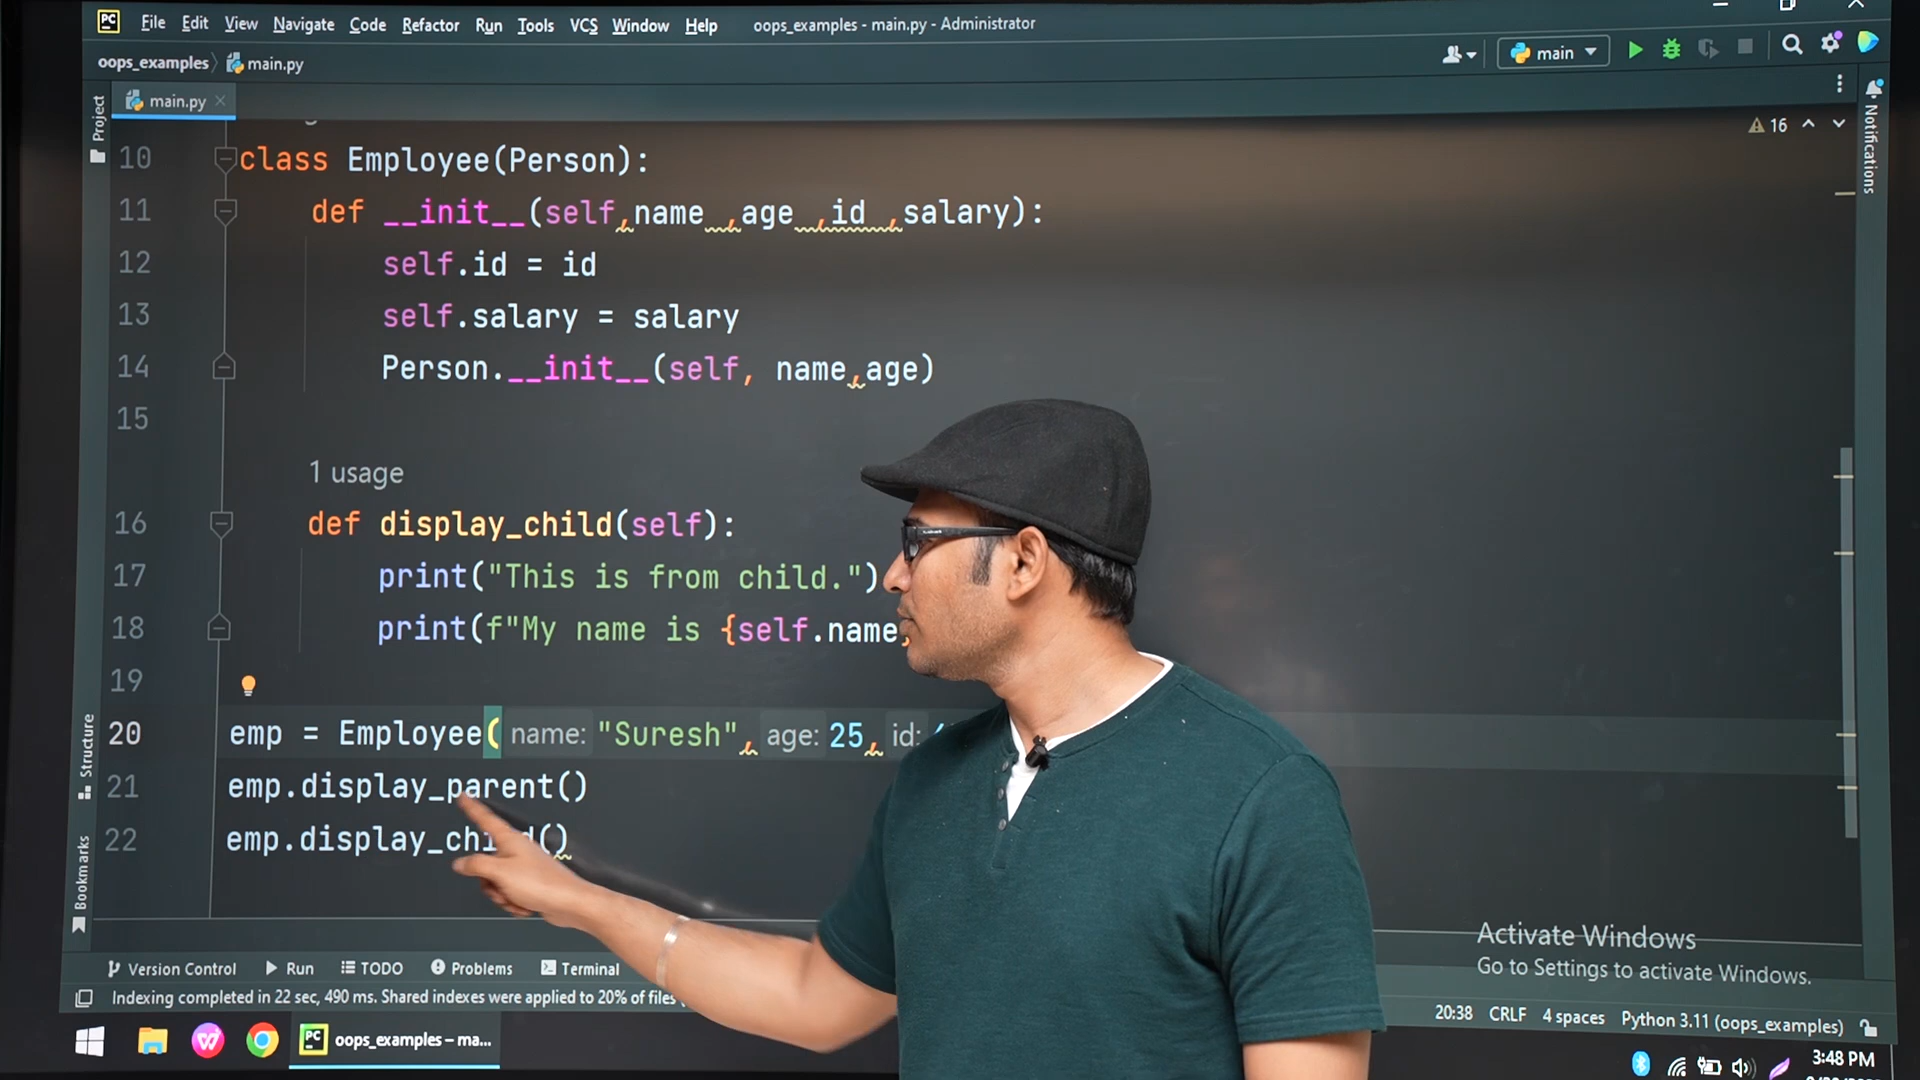 PC File Edit View Navigate Code Refactor Run Tools VCS Window Help oops_examples - main.py - Administrator
oops_examples main.py
main
main.py
Project
Notifications
16
10 class Employee(Person):
11 def __init__(self,name ,age ,id ,salary):
12 self.id = id
13 self.salary = salary
14 Person.__init__(self, name,age)
15
1 usage
16 def display_child(self):
17 print("This is from child.")
18 print(f"My name is {self.name
19
20 emp = Employee( name: "Suresh", age: 25, id:
21 emp.display_parent()
22 emp.display_child()
Structure
Bookmarks
Activate Windows
Go to Settings to activate Windows.
Version Control Run TODO Problems Terminal
Indexing completed in 22 sec, 490 ms. Shared indexes were applied to 20% of files
20:38 CRLF 4 spaces Python 3.11 (oops_examples)
PC oops_examples – ma...
3:48 PM